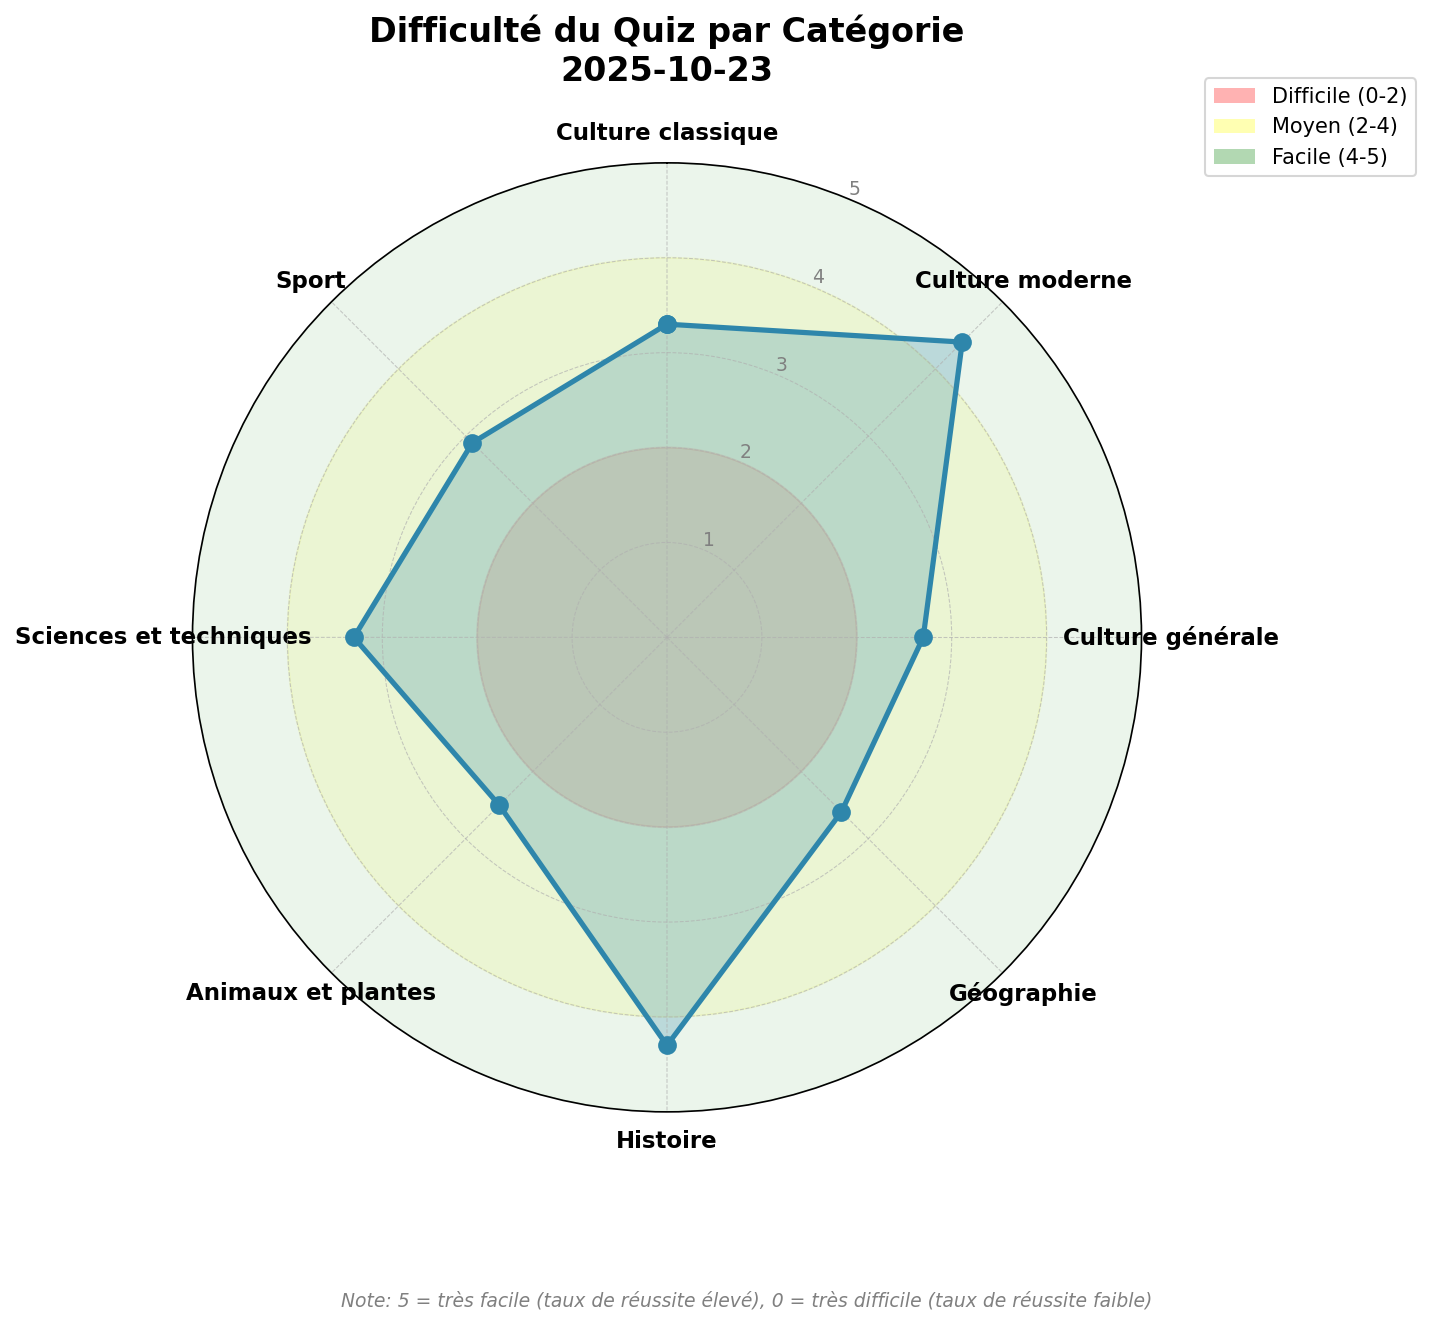 Difficulté du Quiz par Catégorie
2025-10-23
Difficile (0-2)
Moyen (2-4)
Facile (4-5)
Culture classique
5
Sport
4
Culture moderne
3
2
1
Sciences et techniques
Culture générale
Animaux et plantes
Géographie
Histoire
Note: 5 = très facile (taux de réussite élevé), 0 = très difficile (taux de réussite faible)